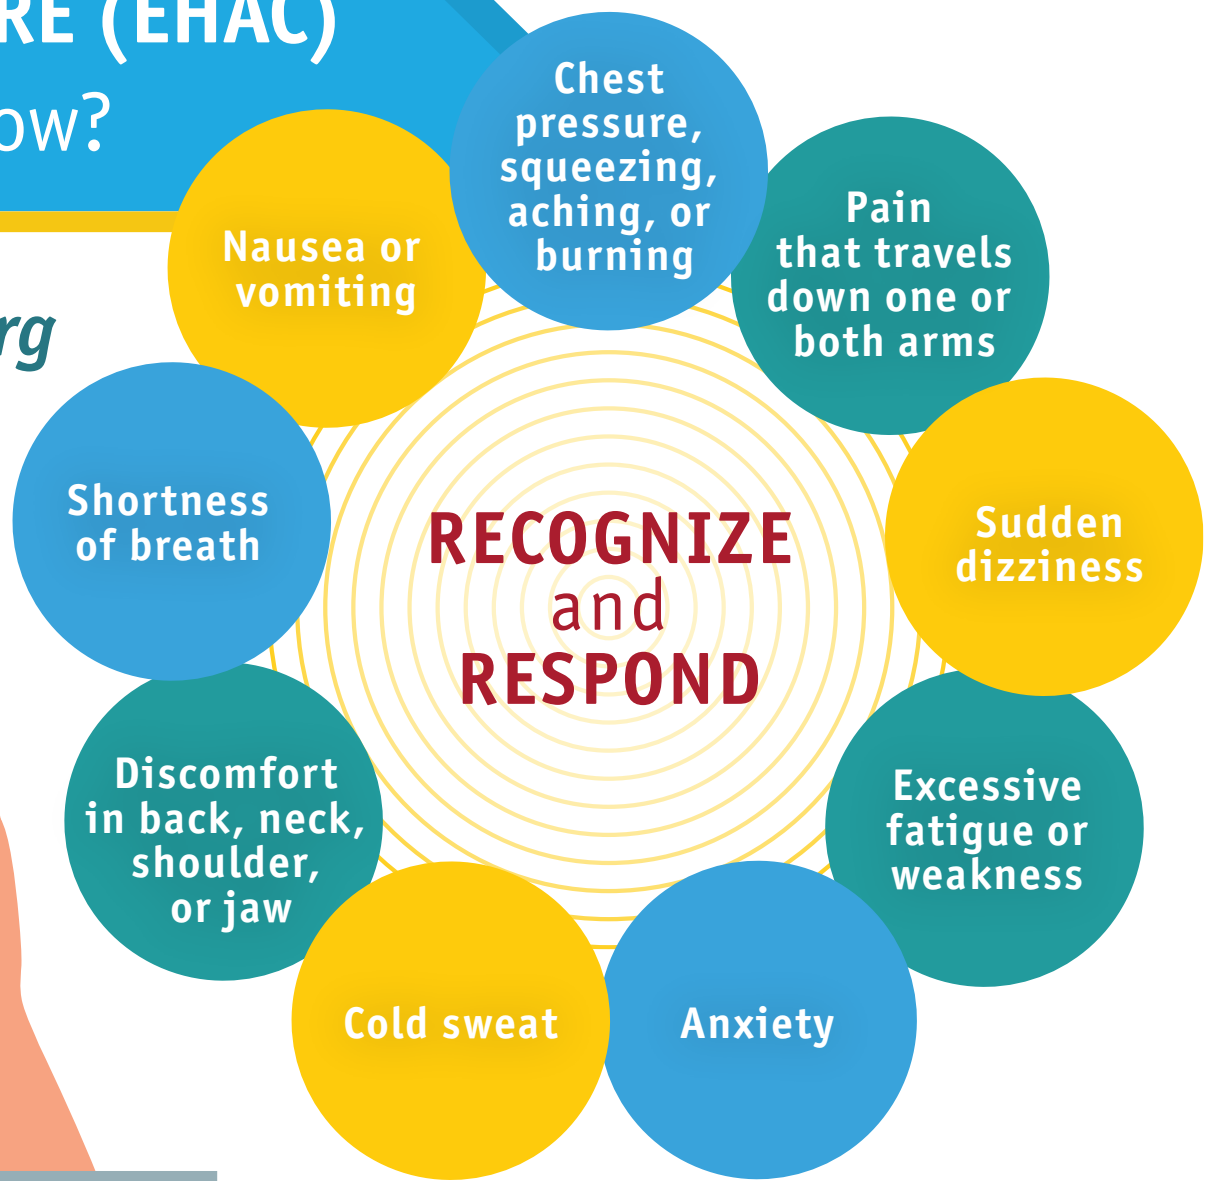 RE (EHAC)
ow?
rg
Chest
pressure,
squeezing,
aching, or
burning
Pain
that travels
down one or
both arms
Sudden
dizziness
Excessive
fatigue or
weakness
Anxiety
Cold sweat
Discomfort
in back, neck,
shoulder,
or jaw
Shortness
of breath
Nausea or
vomiting
RECOGNIZE
and
RESPOND